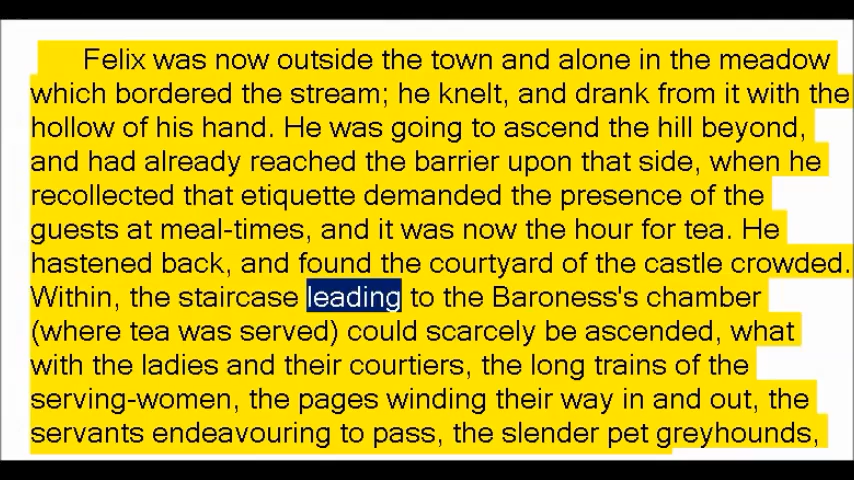 Felix was now outside the town and alone in the meadow
which bordered the stream; he knelt, and drank from it with the
hollow of his hand. He was going to ascend the hill beyond,
and had already reached the barrier upon that side, when he
recollected that etiquette demanded the presence of the
guests at meal-times, and it was now the hour for tea. He
hastened back, and found the courtyard of the castle crowded.
Within, the staircase leading to the Baroness's chamber
(where tea was served) could scarcely be ascended, what
with the ladies and their courtiers, the long trains of the
serving-women, the pages winding their way in and out, the
servants endeavouring to pass, the slender pet greyhounds,